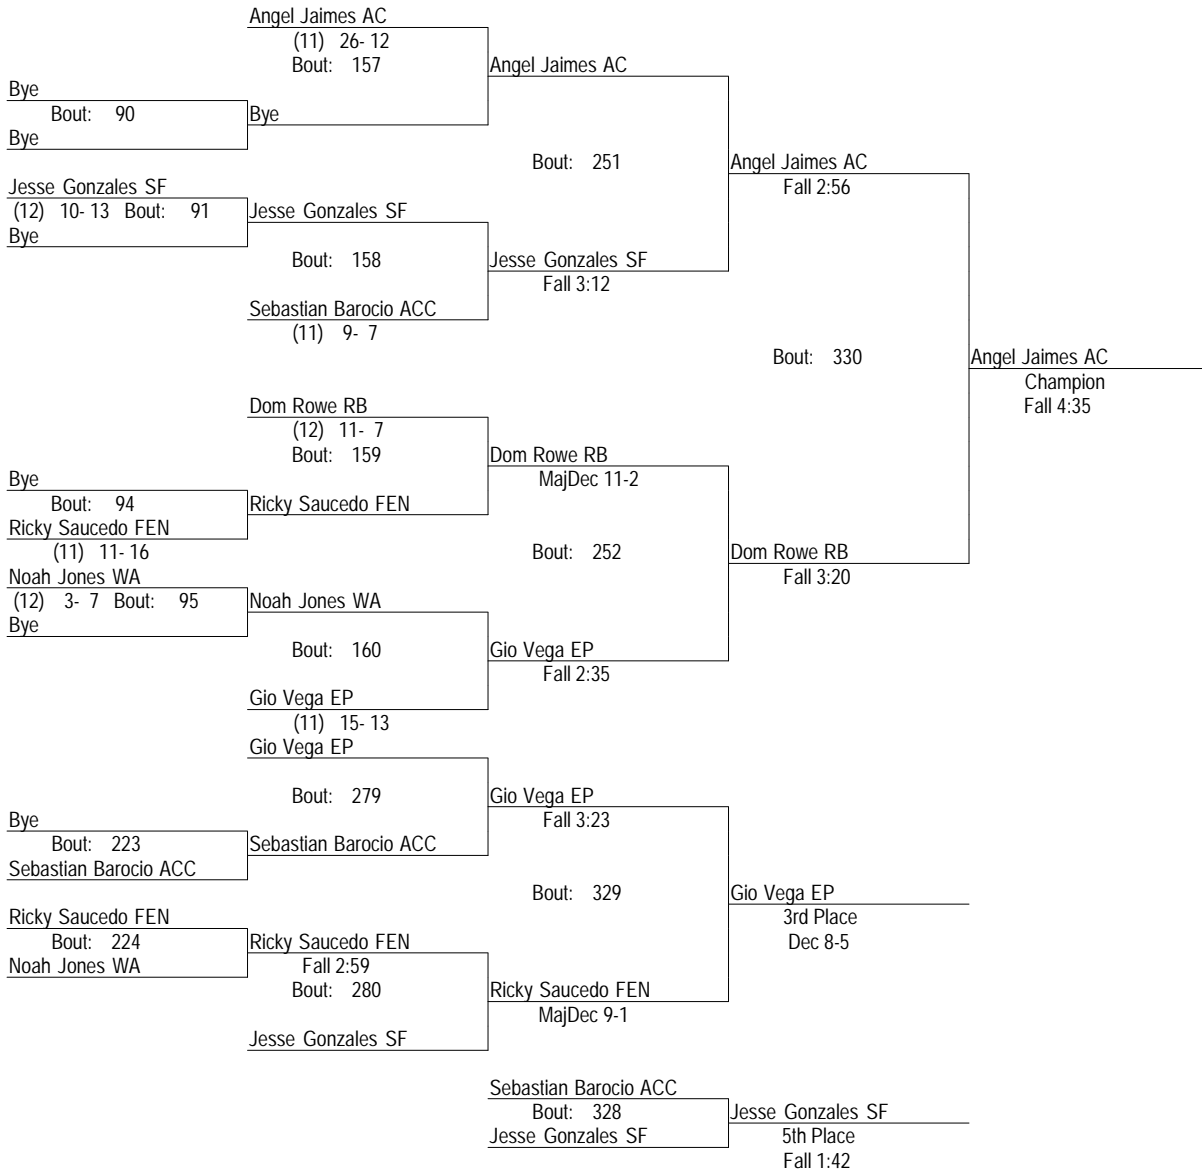 Angel Jaimes AC
(11) 26- 12
Bout: 157
Angel Jaimes AC
Bye
Bout: 90
Bye
Bye
Bout: 251
Angel Jaimes AC
Fall 2:56
Jesse Gonzales SF
(12) 10- 13 Bout: 91
Jesse Gonzales SF
Bye
Bout: 158
Jesse Gonzales SF
Fall 3:12
Sebastian Barocio ACC
(11) 9- 7
Bout: 330
Angel Jaimes AC
Champion
Fall 4:35
Dom Rowe RB
(12) 11- 7
Bout: 159
Dom Rowe RB
MajDec 11-2
Bye
Bout: 94
Ricky Saucedo FEN
Ricky Saucedo FEN
(11) 11- 16
Bout: 252
Dom Rowe RB
Fall 3:20
Noah Jones WA
(12) 3- 7 Bout: 95
Noah Jones WA
Bye
Bout: 160
Gio Vega EP
Fall 2:35
Gio Vega EP
(11) 15- 13
Gio Vega EP
Bout: 279
Gio Vega EP
Fall 3:23
Bye
Bout: 223
Sebastian Barocio ACC
Sebastian Barocio ACC
Bout: 329
Gio Vega EP
3rd Place
Dec 8-5
Ricky Saucedo FEN
Bout: 224
Ricky Saucedo FEN
Noah Jones WA
Fall 2:59
Bout: 280
Ricky Saucedo FEN
MajDec 9-1
Jesse Gonzales SF
Sebastian Barocio ACC
Bout: 328
Jesse Gonzales SF
Jesse Gonzales SF
5th Place
Fall 1:42